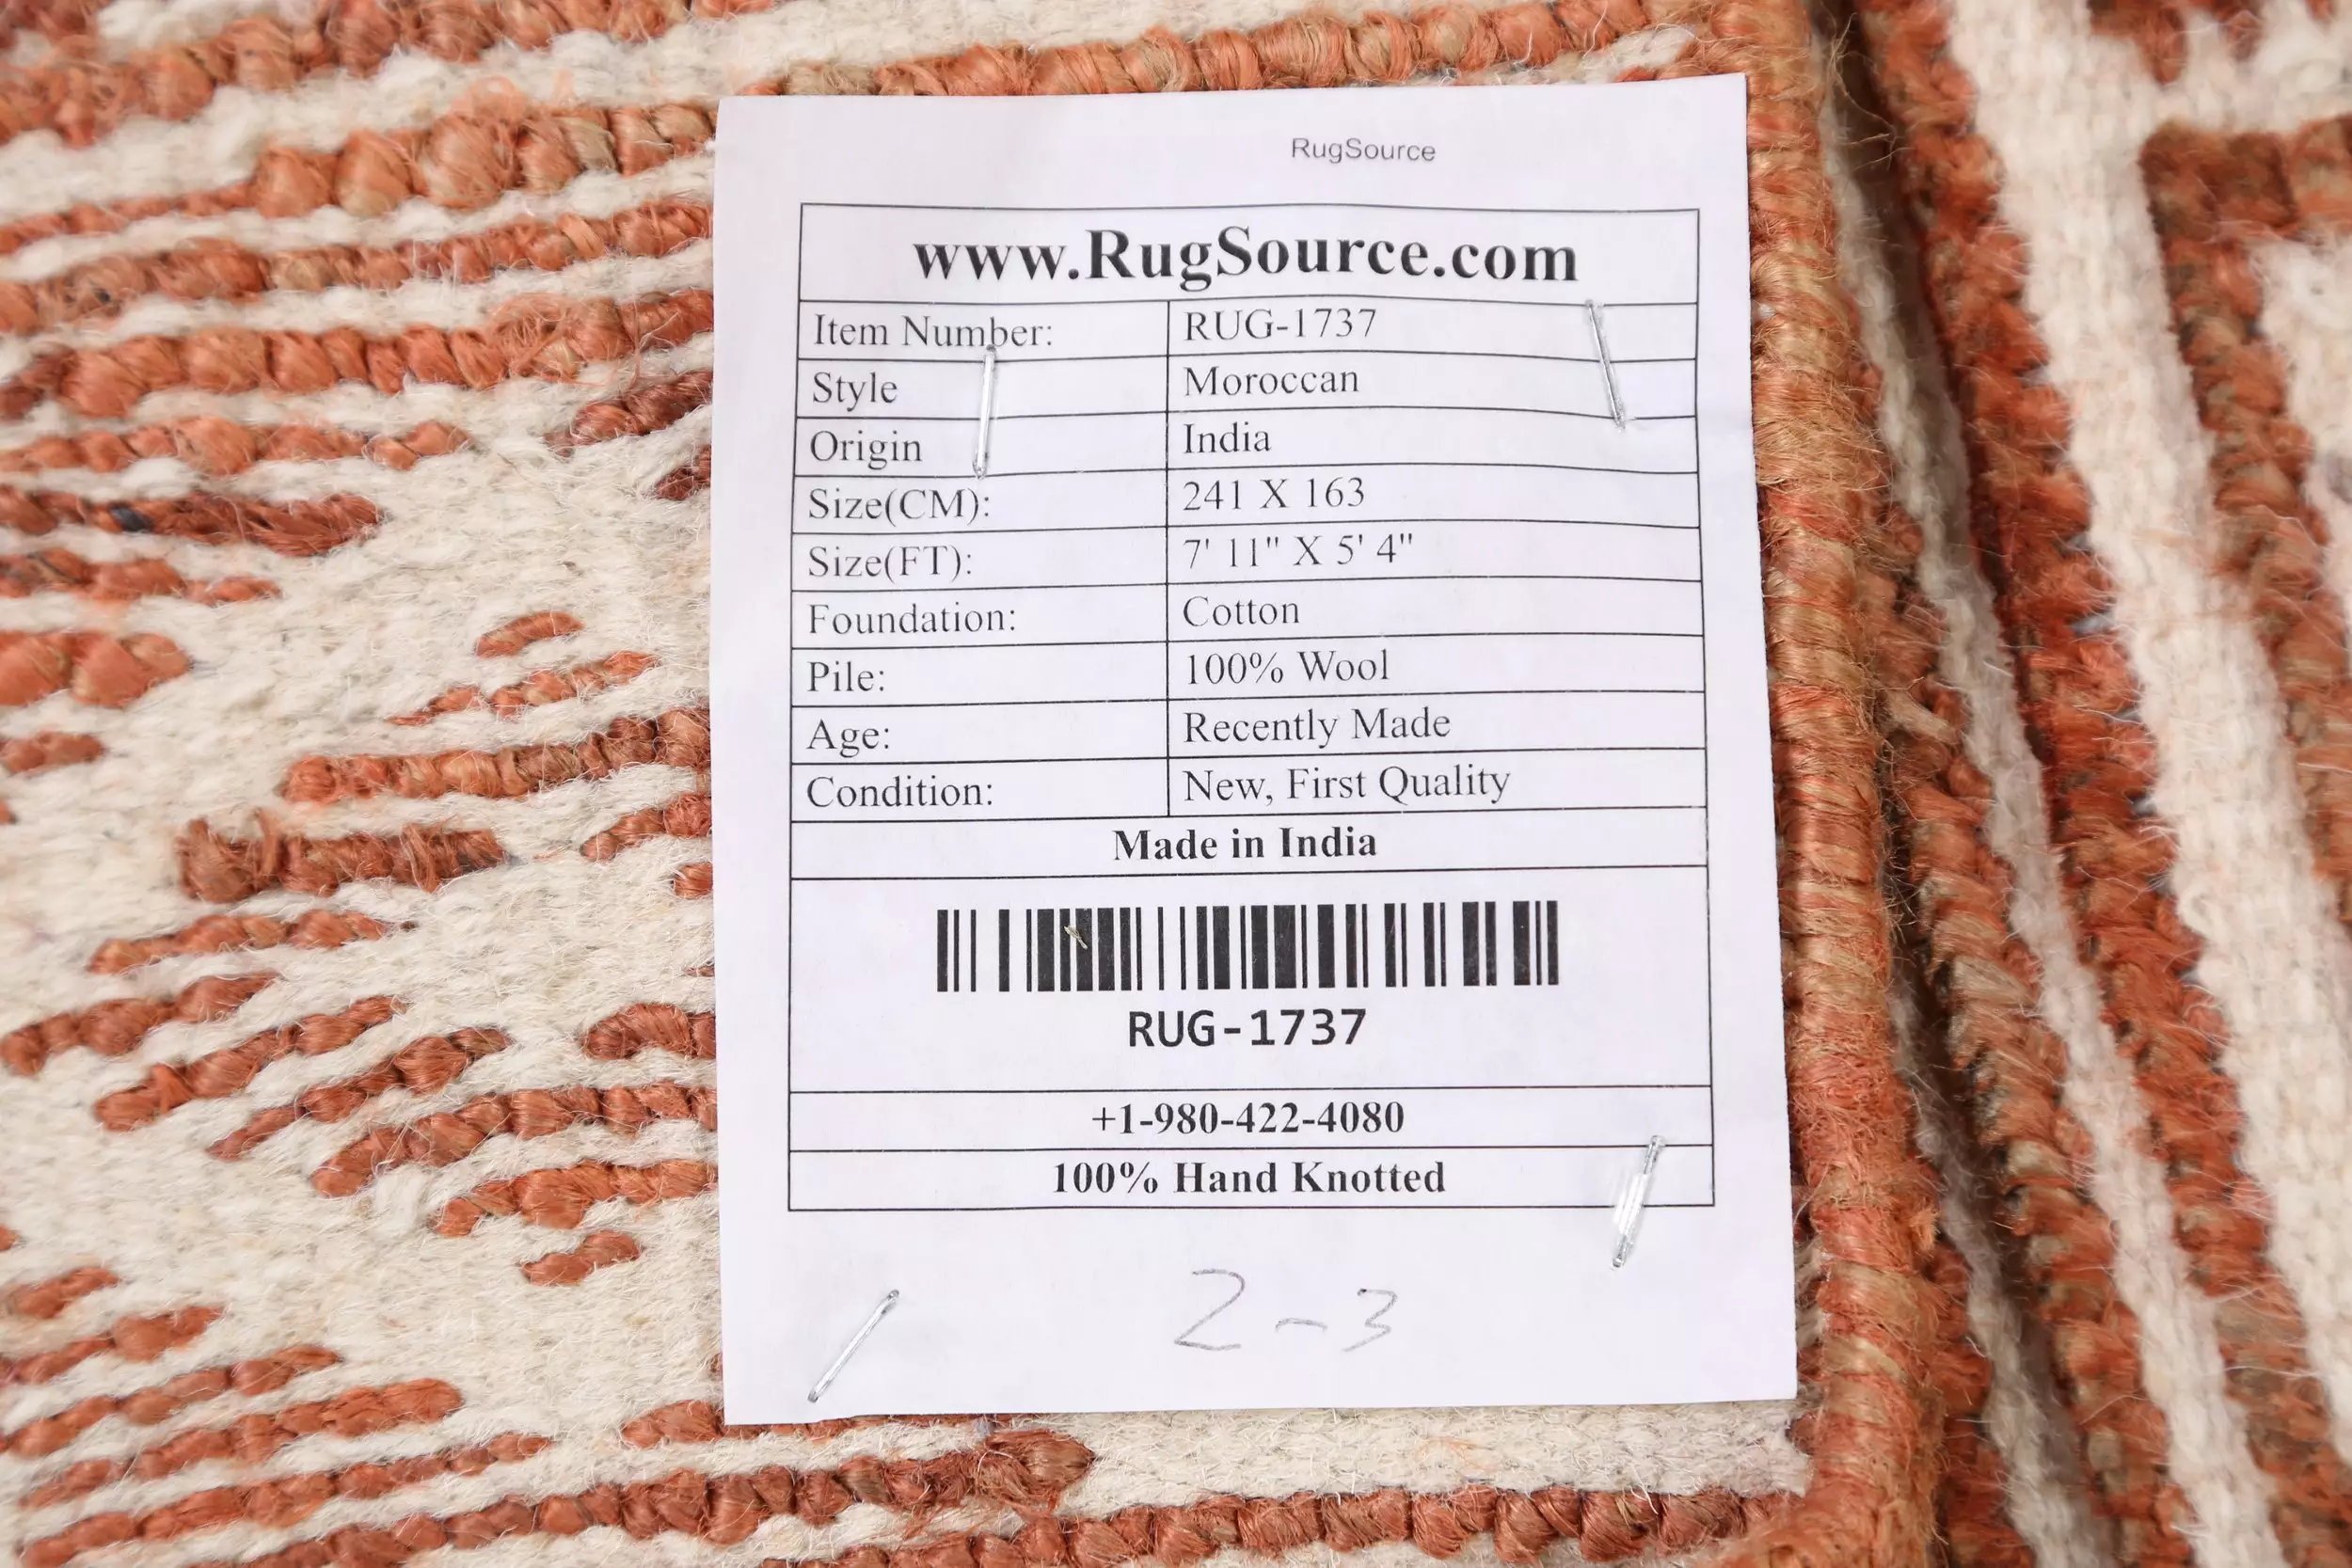 RugSource
www.RugSource.com
Item Number: RUG-1737
Style Moroccan
Origin India
Size(CM): 241 X 163
Size(FT): 7' 11" X 5' 4"
Foundation: Cotton
Pile: 100% Wool
Age: Recently Made
Condition: New, First Quality
Made in India
RUG-1737
+1-980-422-4080
100% Hand Knotted
2-3